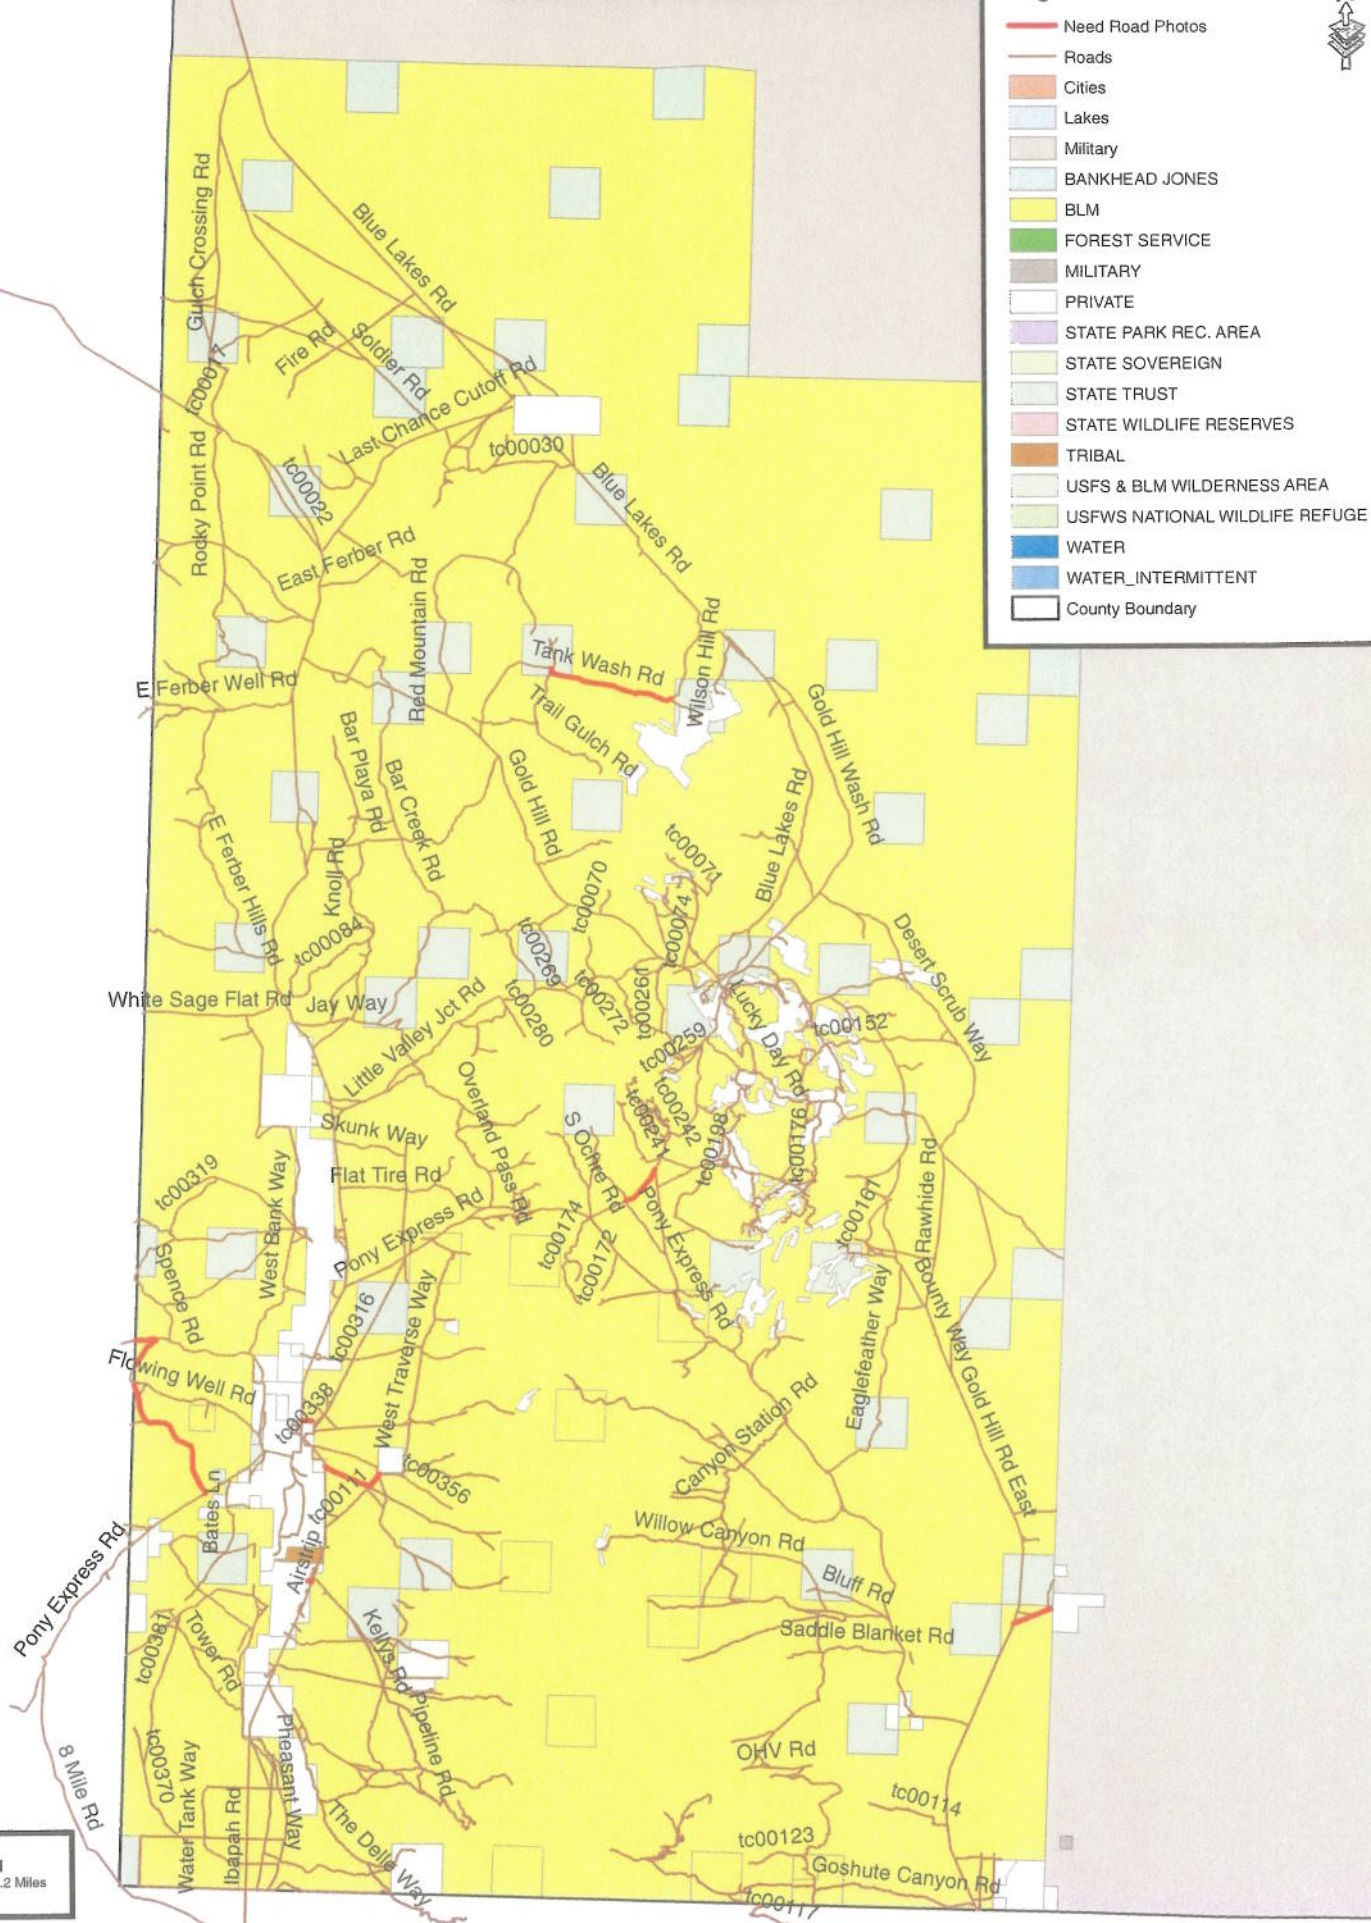 Need Road Photos
Roads
Cities
Lakes
Military
BANKHEAD JONES
BLM
FOREST SERVICE
MILITARY
PRIVATE
STATE PARK REC. AREA
STATE SOVEREIGN
STATE TRUST
STATE WILDLIFE RESERVES
TRIBAL
USFS & BLM WILDERNESS AREA
USFWS NATIONAL WILDLIFE REFUGE
WATER
WATER_INTERMITTENT
County Boundary
Gulch Crossing Rd
Blue Lakes Rd
Fire Rd
Soldier Rd
tc00017
Last Chance Cutoff Rd
tc00030
Rocky Point Rd
tc00022
Blue Lakes Rd
East Ferber Rd
Red Mountain Rd
Wilson Hill Rd
Tank Wash Rd
E Ferber Well Rd
Trail Gulch Rd
Gold Hill Wash Rd
Bar Playa Rd
Bar Creek Rd
Gold Hill Rd
Blue Lakes Rd
E Ferber Hills Rd
Knoll Rd
tc00071
tc00070
tc00074
tc00084
tc00269
Desert Scrub Way
White Sage Flat Rd
Jay Way
Little Valley Jct Rd
tc00280
tc00272
tc00261
Lucky Day Rd
tc00152
tc00259
Overland Pass Rd
Skunk Way
S Ochre Rd
tc00241
tc00242
tc00198
tc00176
Flat Tire Rd
tc00319
West Bank Way
Pony Express Rd
tc00174
tc00172
Pony Express Rd
tc00161
Rawhide Rd
Spence Rd
tc00316
West Traverse Way
Eaglefeather Way
Bounty Way
Gold Hill Rd East
Flowing Well Rd
tc00338
Canyon Station Rd
tc00356
Bates Ln
tc00111
Airstrip
Willow Canyon Rd
Bluff Rd
Pony Express Rd
Saddle Blanket Rd
tc00381
Tower Rd
Kellys Rd
Pipeline Rd
8 Mile Rd
tc00370
Water Tank Way
Ibapah Rd
Pheasant Way
The Delle Way
OHV Rd
tc00114
tc00123
Goshute Canyon Rd
tc00117
.2 Miles